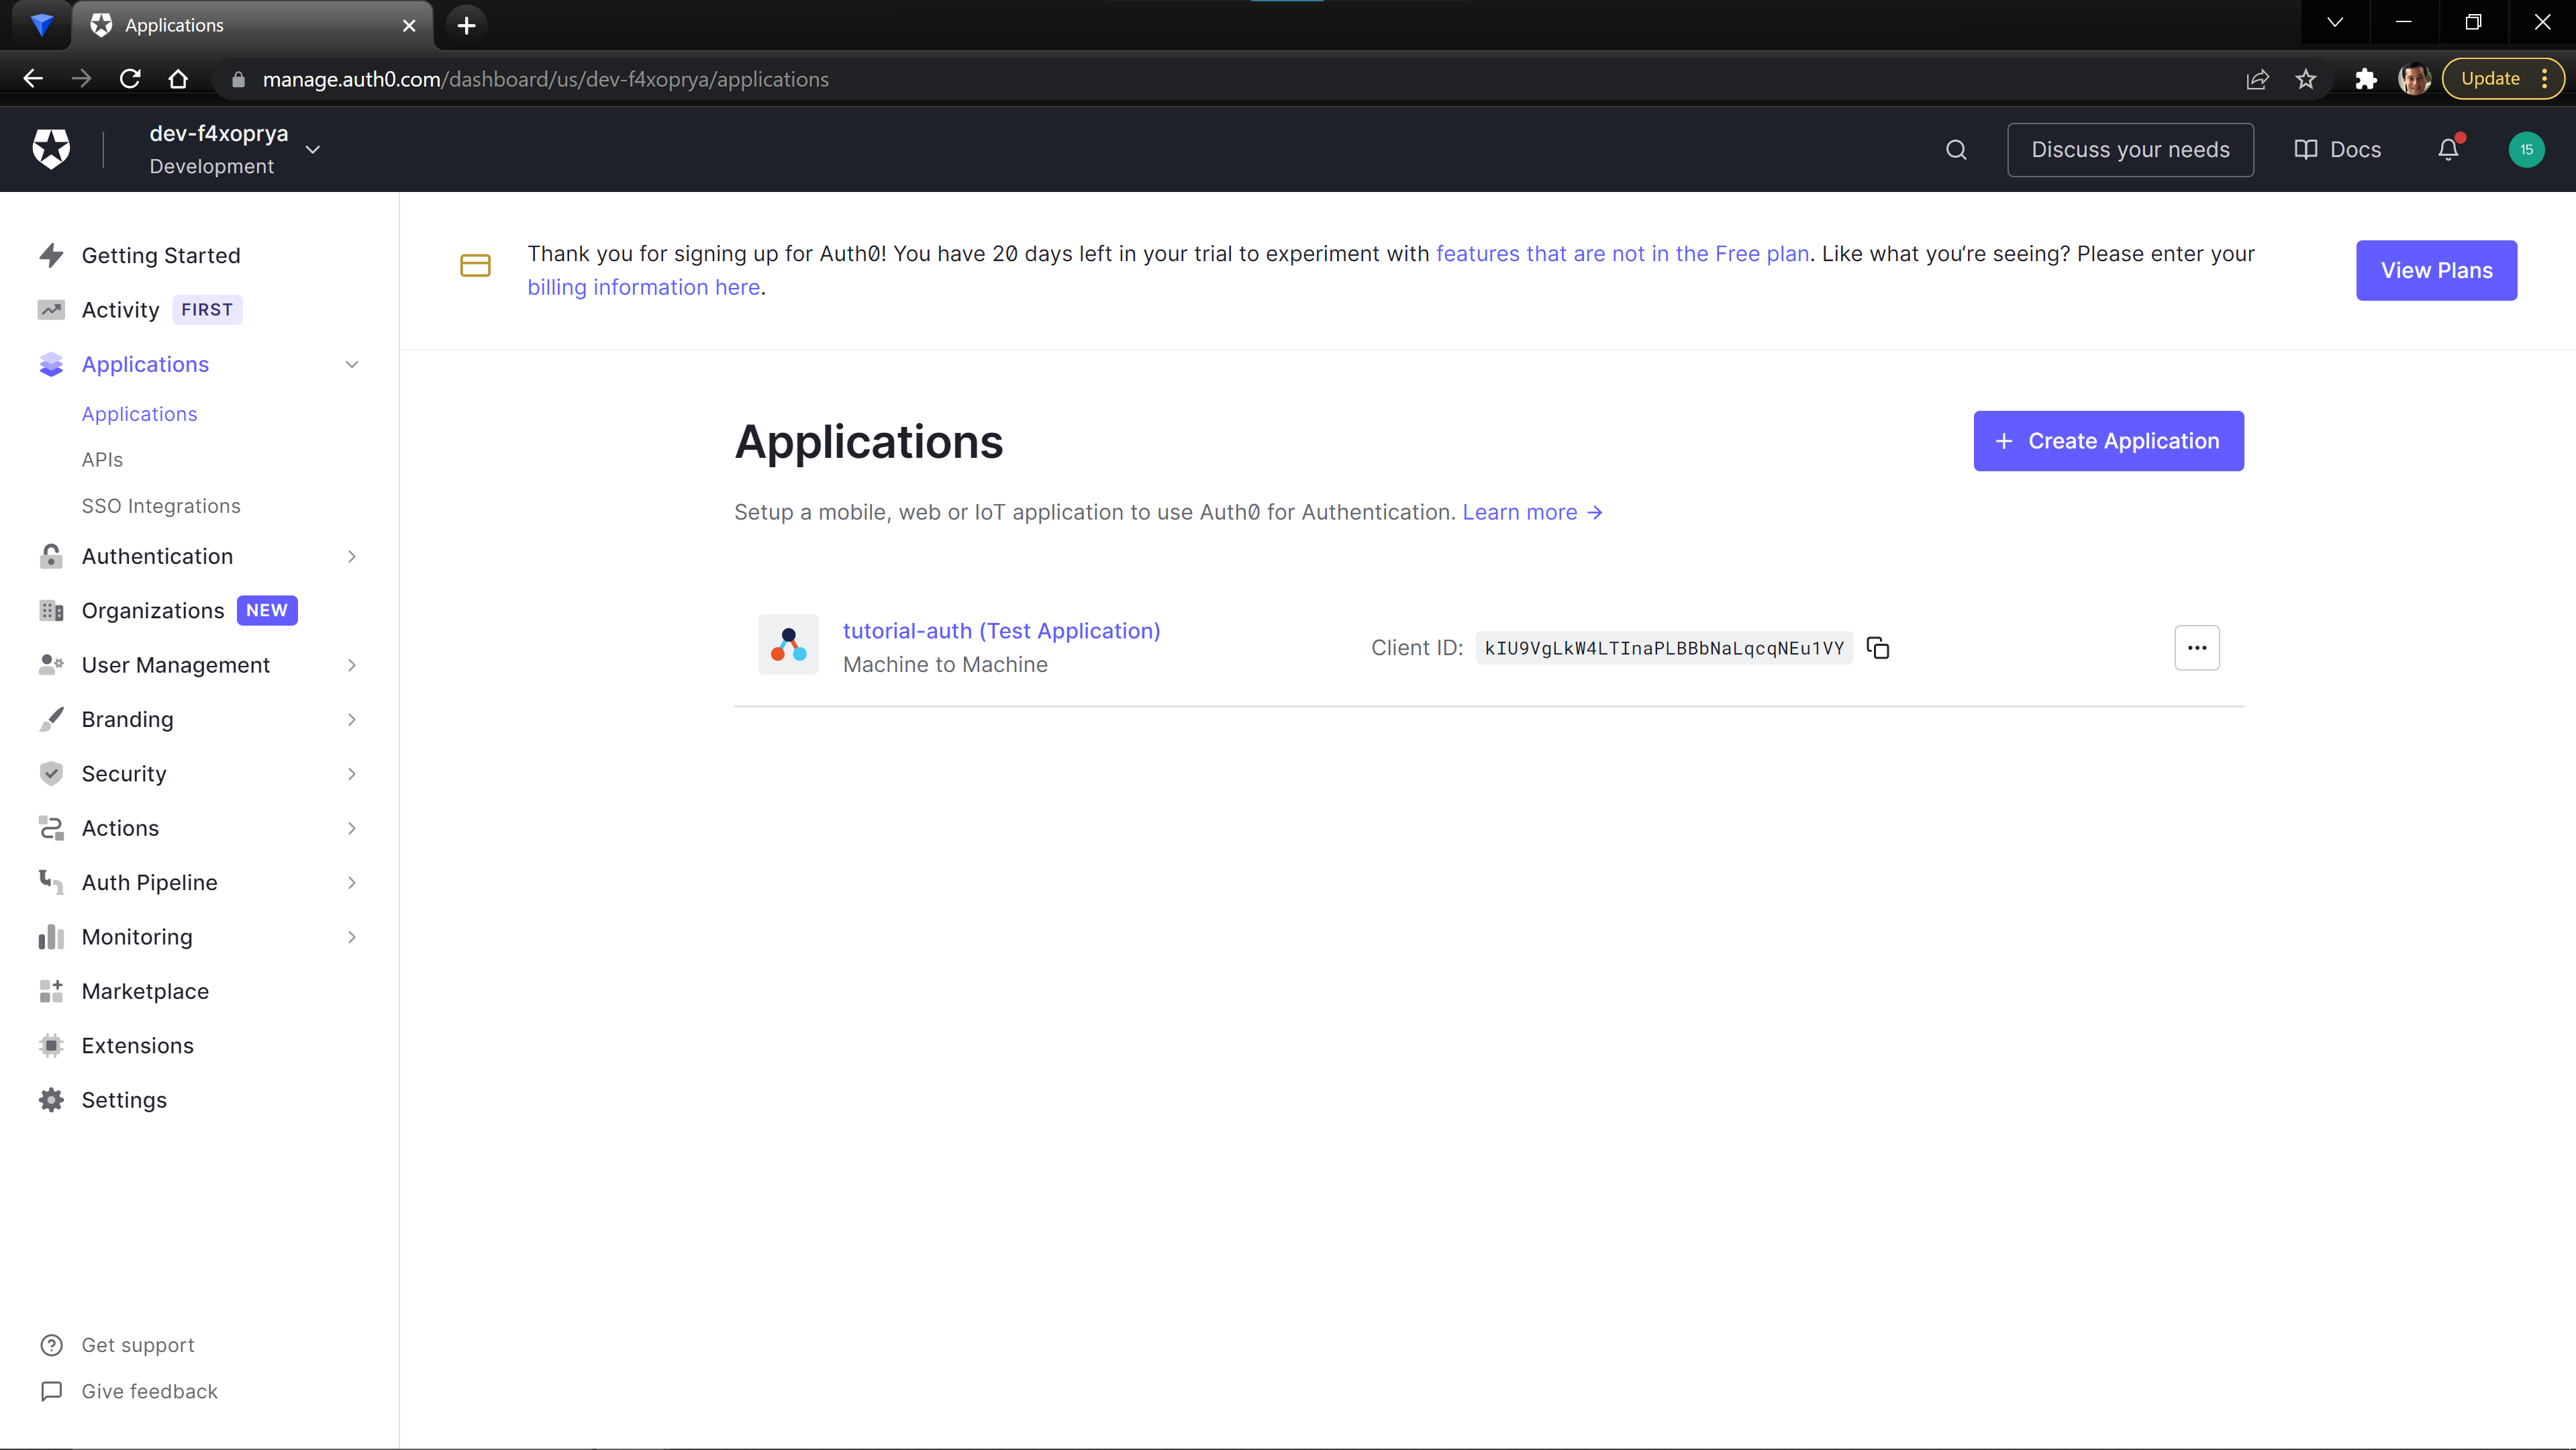 Applications
manage.auth0.com/dashboard/us/dev-f4xoprya/applications
Update
dev-f4xoprya
Development
Discuss your needs
Docs
15
Getting Started
Activity FIRST
Applications
Applications
APIs
SSO Integrations
Authentication
Organizations NEW
User Management
Branding
Security
Actions
Auth Pipeline
Monitoring
Marketplace
Extensions
Settings
Get support
Give feedback
Thank you for signing up for Auth0! You have 20 days left in your trial to experiment with features that are not in the Free plan. Like what you‘re seeing? Please enter your
billing information here.
View Plans
Applications
Create Application
Setup a mobile, web or IoT application to use Auth0 for Authentication. Learn more →
tutorial-auth (Test Application)
Machine to Machine
Client ID: kIU9VgLkW4LTInaPLBBbNaLqcqNEu1VY